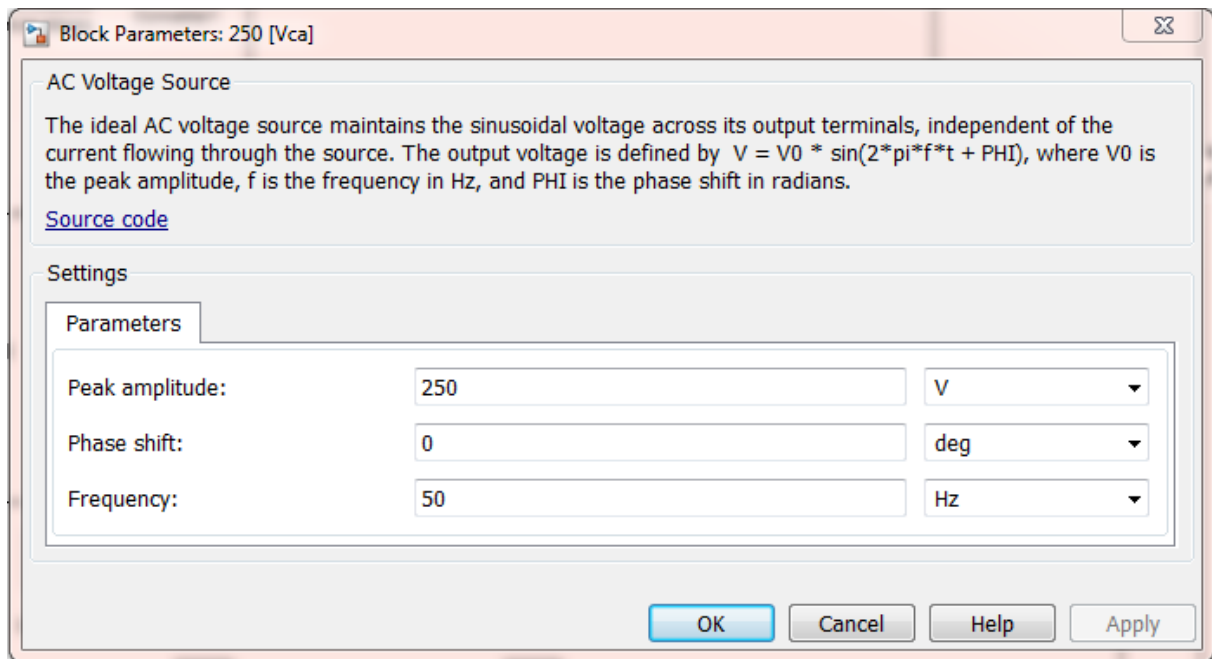 Block Parameters: 250 [Vca]
AC Voltage Source
The ideal AC voltage source maintains the sinusoidal voltage across its output terminals, independent of the
current flowing through the source. The output voltage is defined by  V = V0 * sin(2*pi*f*t + PHI), where V0 is
the peak amplitude, f is the frequency in Hz, and PHI is the phase shift in radians.
Source code
Settings
Parameters
Peak amplitude: 250 V
Phase shift: 0 deg
Frequency: 50 Hz
OK Cancel Help Apply